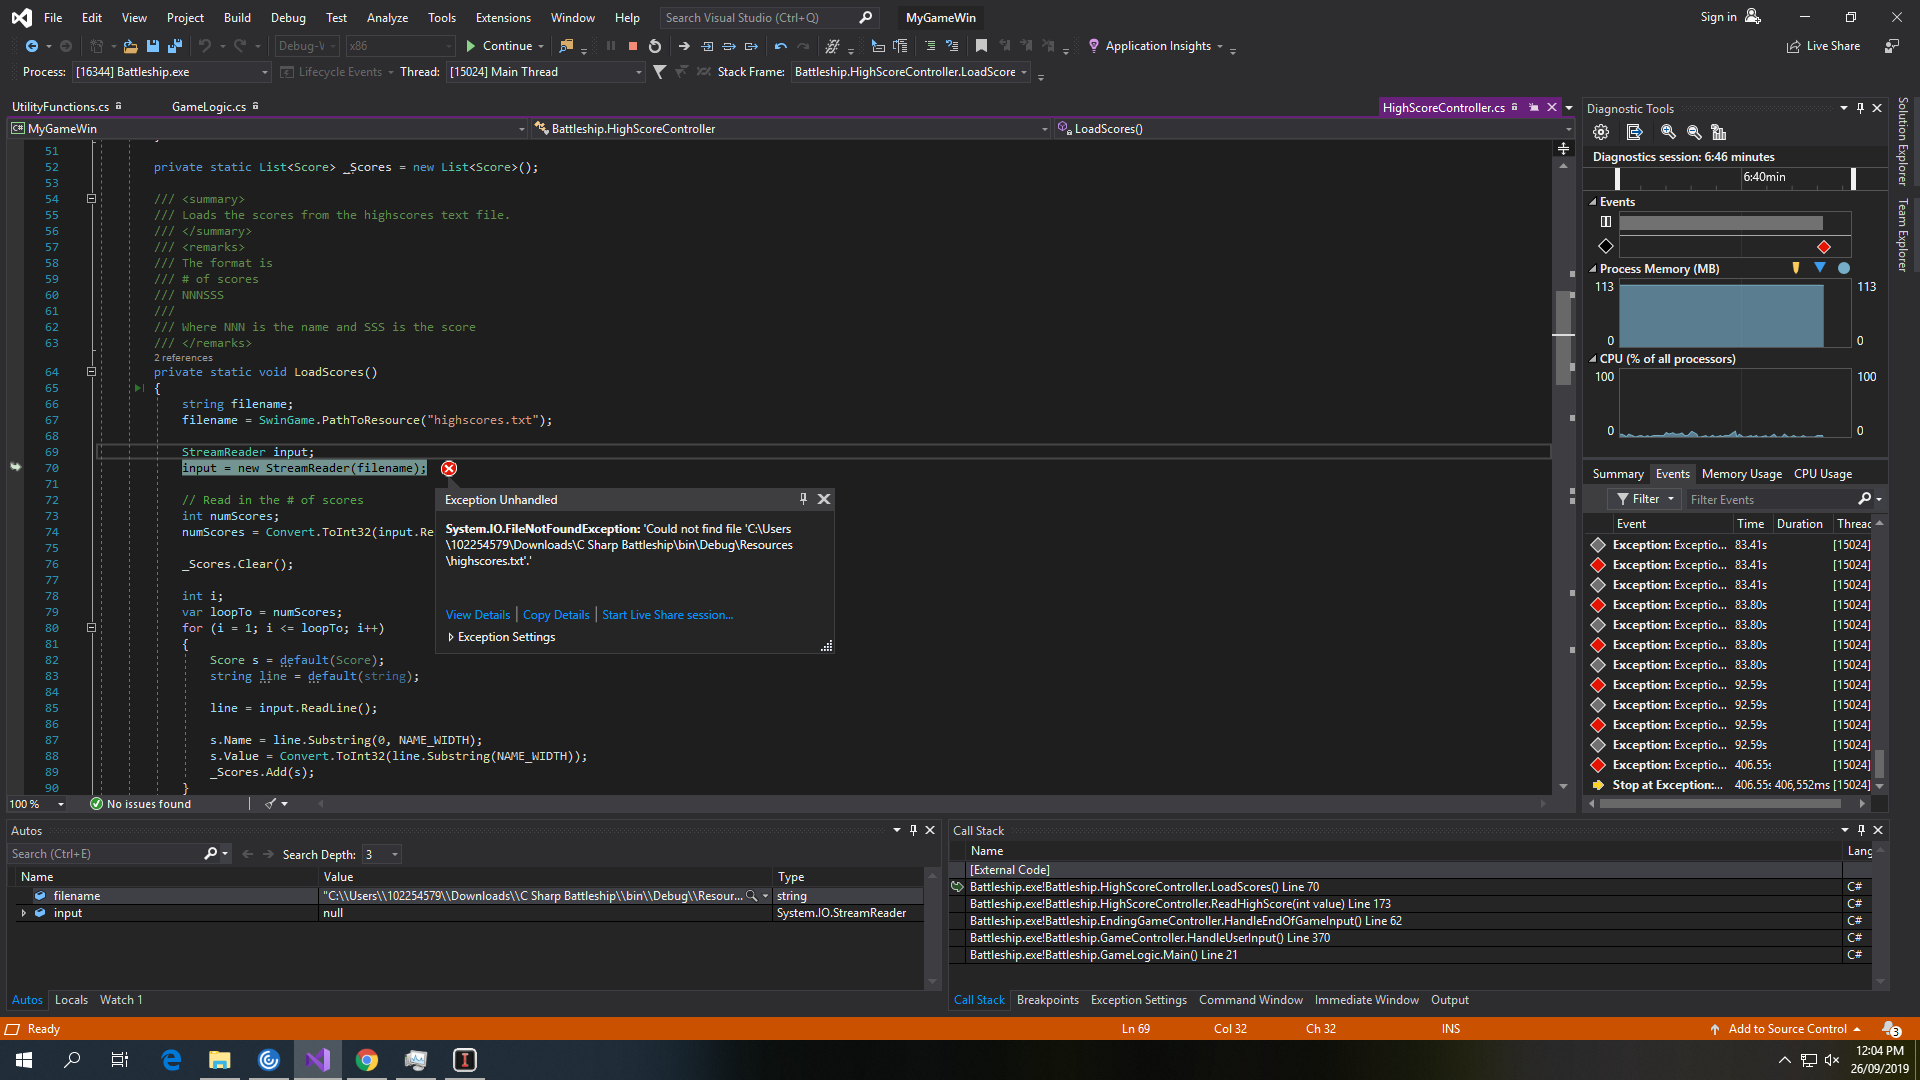 File Edit View Project Build Debug Test Analyze Tools Extensions Window Help Search Visual Studio (Ctrl+Q) MyGameWin Sign in
Debug-W x86 Continue Application Insights Live Share
Process: [16344] Battleship.exe Lifecycle Events Thread: [15024] Main Thread Stack Frame: Battleship.HighScoreController.LoadScore
UtilityFunctions.cs GameLogic.cs HighScoreController.cs
MyGameWin Battleship.HighScoreController LoadScores()
51
52 private static List<Score> _Scores = new List<Score>();
53
54 /// <summary>
55 /// Loads the scores from the highscores text file.
56 /// </summary>
57 /// <remarks>
58 /// The format is
59 /// # of scores
60 /// NNNSSS
61 ///
62 /// Where NNN is the name and SSS is the score
63 /// </remarks>
2 references
64 private static void LoadScores()
65 {
66 string filename;
67 filename = SwinGame.PathToResource("highscores.txt");
68
69 StreamReader input;
70 input = new StreamReader(filename);
71
72 // Read in the # of scores
73 int numScores;
74 numScores = Convert.ToInt32(input.Re
75
76 _Scores.Clear();
77
78 int i;
79 var loopTo = numScores;
80 for (i = 1; i <= loopTo; i++)
81 {
82 Score s = default(Score);
83 string line = default(string);
84
85 line = input.ReadLine();
86
87 s.Name = line.Substring(0, NAME_WIDTH);
88 s.Value = Convert.ToInt32(line.Substring(NAME_WIDTH));
89 _Scores.Add(s);
90 }
Exception Unhandled
System.IO.FileNotFoundException: 'Could not find file 'C:\Users
\102254579\Downloads\C Sharp Battleship\bin\Debug\Resources
\highscores.txt'.'
View Details | Copy Details | Start Live Share session...
Exception Settings
100 % No issues found
Diagnostic Tools
Diagnostics session: 6:46 minutes
6:40min
Events
Process Memory (MB)
113 113
0 0
CPU (% of all processors)
100 100
0 0
Summary Events Memory Usage CPU Usage
Filter Filter Events
Event Time Duration Threac
Exception: Exceptio... 83.41s [15024]
Exception: Exceptio... 83.41s [15024]
Exception: Exceptio... 83.41s [15024]
Exception: Exceptio... 83.80s [15024]
Exception: Exceptio... 83.80s [15024]
Exception: Exceptio... 83.80s [15024]
Exception: Exceptio... 83.80s [15024]
Exception: Exceptio... 92.59s [15024]
Exception: Exceptio... 92.59s [15024]
Exception: Exceptio... 92.59s [15024]
Exception: Exceptio... 92.59s [15024]
Exception: Exceptio... 406.55s [15024]
Stop at Exception:... 406.55s 406,552ms [15024]
Solution Explorer
Team Explorer
Autos
Search (Ctrl+E) Search Depth: 3
Name Value Type
filename "C:\\Users\\102254579\\Downloads\\C Sharp Battleship\\bin\\Debug\\Resour... string
input null System.IO.StreamReader
Autos Locals Watch 1
Call Stack
Name Lang
[External Code]
Battleship.exe!Battleship.HighScoreController.LoadScores() Line 70 C#
Battleship.exe!Battleship.HighScoreController.ReadHighScore(int value) Line 173 C#
Battleship.exe!Battleship.EndingGameController.HandleEndOfGameInput() Line 62 C#
Battleship.exe!Battleship.GameController.HandleUserInput() Line 370 C#
Battleship.exe!Battleship.GameLogic.Main() Line 21 C#
Call Stack Breakpoints Exception Settings Command Window Immediate Window Output
Ready Ln 69 Col 32 Ch 32 INS Add to Source Control 3
12:04 PM
26/09/2019